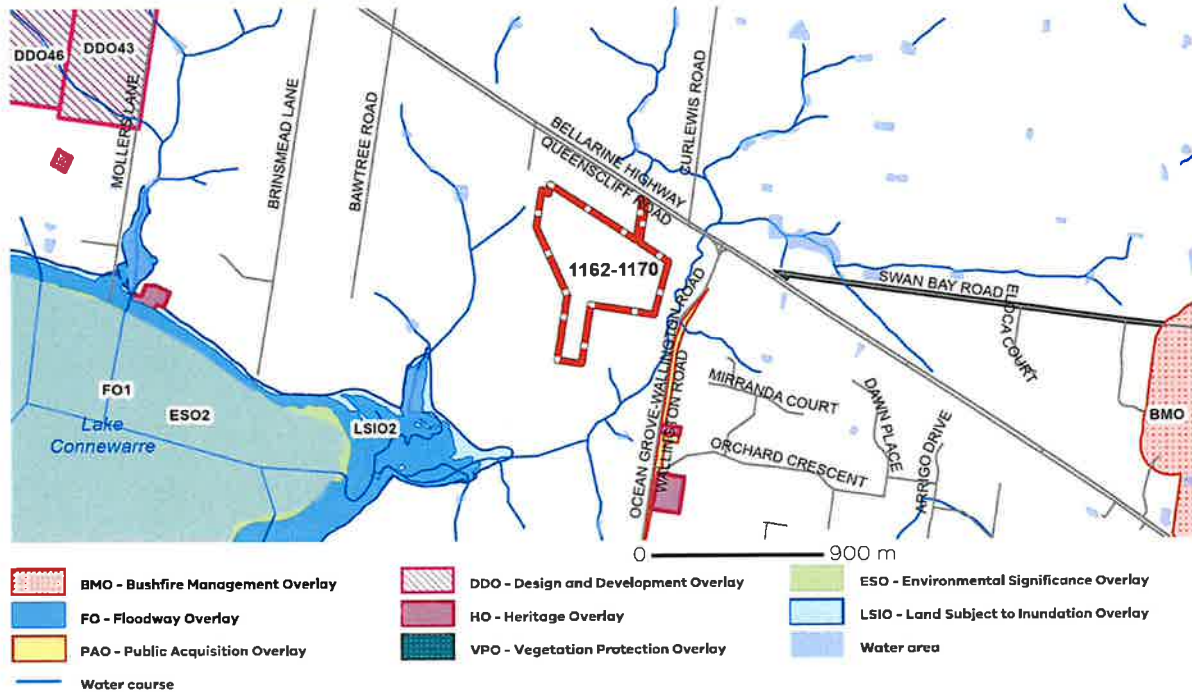 DDO46
DDO43
MOLLERS LANE
BRINSMEAD LANE
BAWTREE ROAD
BELLARINE HIGHWAY
QUEENSCLIFF ROAD
CURLEWIS ROAD
1162-1170
SWAN BAY ROAD
ELOCA COURT
OCEAN GROVE-WALLINGTON ROAD
WALLINGTON ROAD
MIRRANDA COURT
DAWN PLACE
ORCHARD CRESCENT
ARRIGO DRIVE
BMO
FO1
ESO2
LSIO2
Lake
Connewarre
0 900 m
BMO - Bushfire Management Overlay
FO - Floodway Overlay
PAO - Public Acquisition Overlay
Water course
DDO - Design and Development Overlay
HO - Heritage Overlay
VPO - Vegetation Protection Overlay
ESO - Environmental Significance Overlay
LSIO - Land Subject to Inundation Overlay
Water area